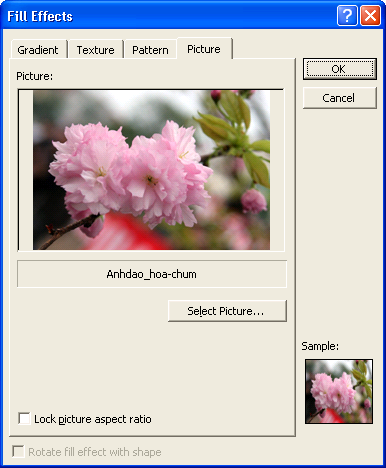 Fill Effects
Gradient Texture Pattern Picture
Picture:
OK
Cancel
Anhdao_hoa-chum
Select Picture...
Sample:
Lock picture aspect ratio
Rotate fill effect with shape